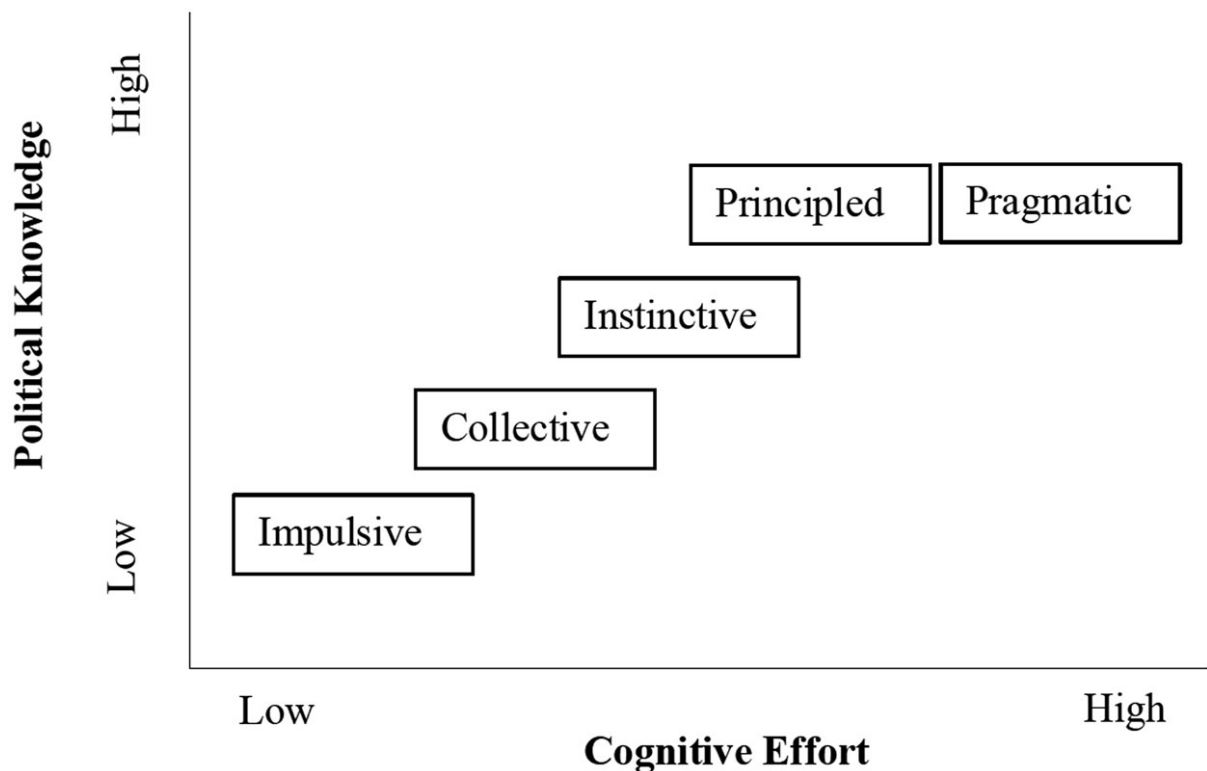 High
Political Knowledge
Low
Principled
Pragmatic
Instinctive
Collective
Impulsive
Low
High
Cognitive Effort